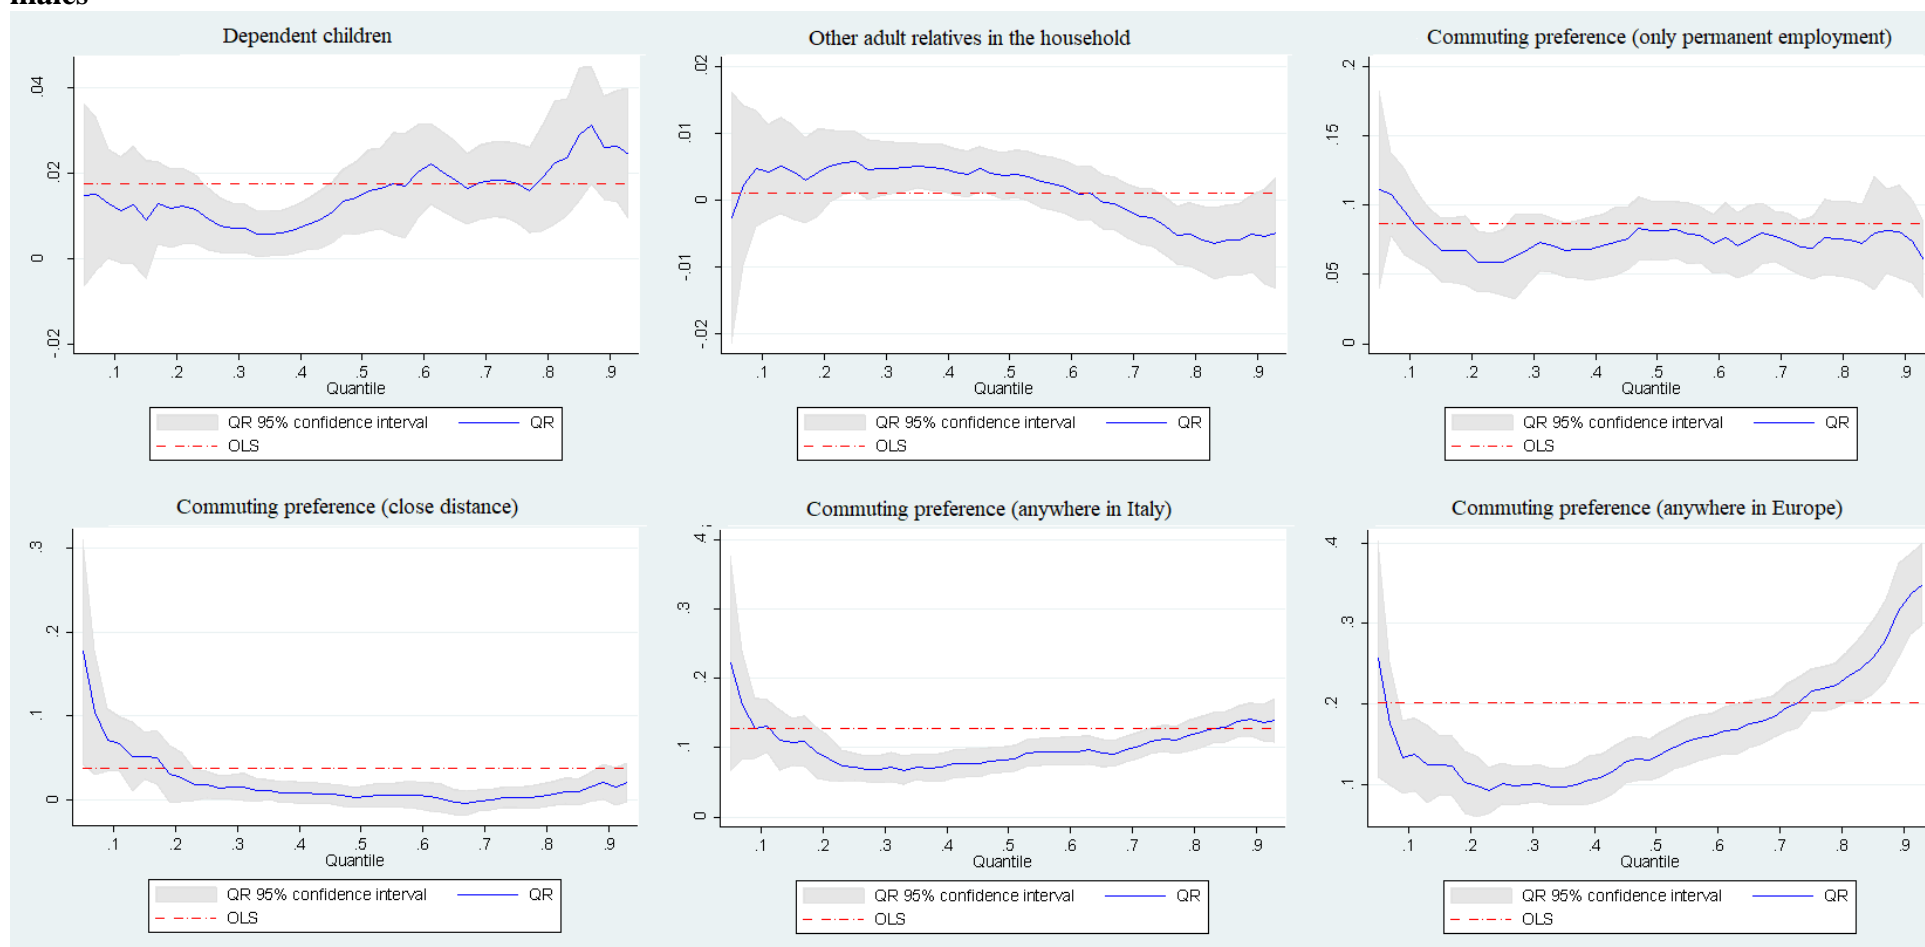 males
Dependent children
Other adult relatives in the household
Commuting preference (only permanent employment)
.04
.02
0
-.02
.1 .2 .3 .4 .5 .6 .7 .8 .9
Quantile
QR 95% confidence interval QR
OLS
.02
.01
0
-.01
-.02
.1 .2 .3 .4 .5 .6 .7 .8 .9
Quantile
QR 95% confidence interval QR
OLS
.2
.15
.1
.05
0
.1 .2 .3 .4 .5 .6 .7 .8 .9
Quantile
QR 95% confidence interval QR
OLS
Commuting preference (close distance)
Commuting preference (anywhere in Italy)
Commuting preference (anywhere in Europe)
.3
.2
.1
0
.1 .2 .3 .4 .5 .6 .7 .8 .9
Quantile
QR 95% confidence interval QR
OLS
.4
.3
.2
.1
0
.1 .2 .3 .4 .5 .6 .7 .8 .9
Quantile
QR 95% confidence interval QR
OLS
.4
.3
.2
.1
.1 .2 .3 .4 .5 .6 .7 .8 .9
Quantile
QR 95% confidence interval QR
OLS